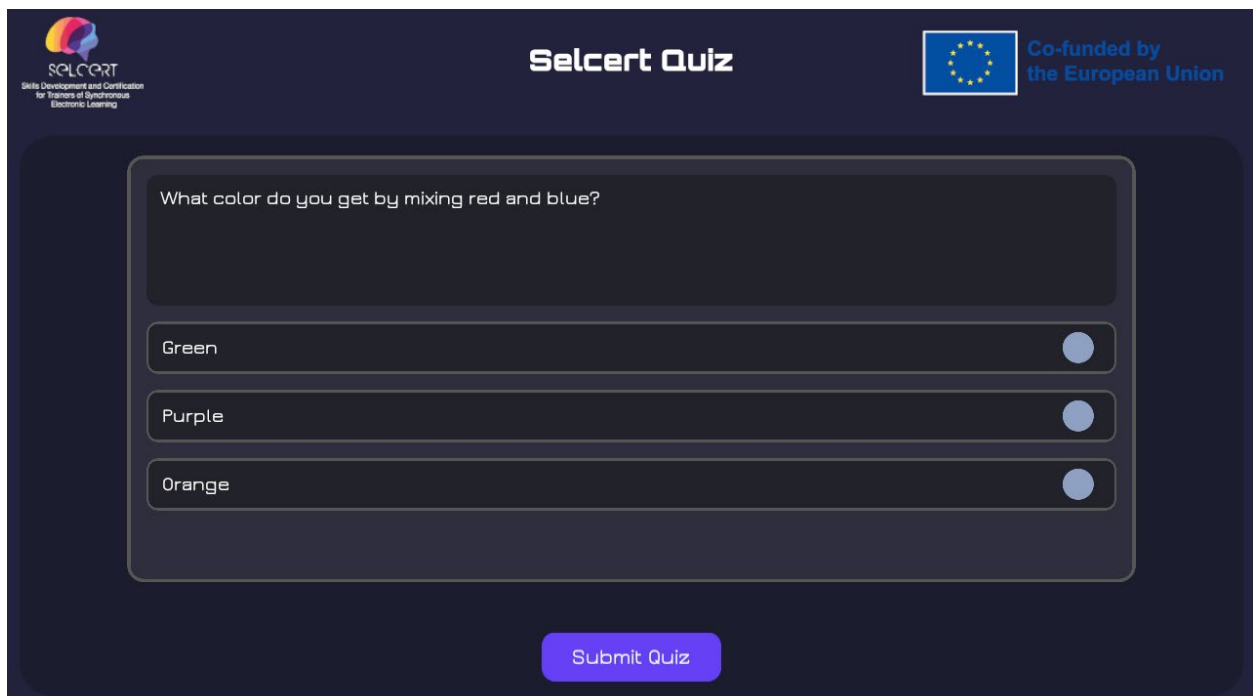 SELCERT
Skills Development and Certification
for Trainers of Synchronous
Electronic Learning
Selcert Quiz
Co-funded by
the European Union
What color do you get by mixing red and blue?
Green
Purple
Orange
Submit Quiz